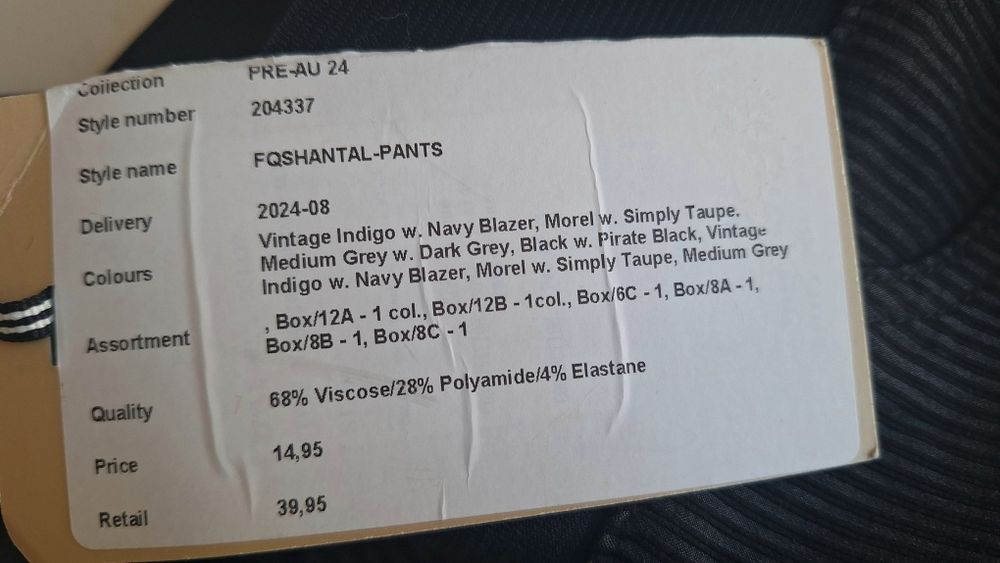 Collection PRE-AU 24
Style number 204337
Style name FQSHANTAL-PANTS
Delivery 2024-08
Colours Vintage Indigo w. Navy Blazer, Morel w. Simply Taupe,
Medium Grey w. Dark Grey, Black w. Pirate Black, Vintage
Indigo w. Navy Blazer, Morel w. Simply Taupe, Medium Grey
Assortment , Box/12A - 1 col., Box/12B - 1col., Box/6C - 1, Box/8A - 1,
Box/8B - 1, Box/8C - 1
Quality 68% Viscose/28% Polyamide/4% Elastane
Price 14,95
Retail 39,95